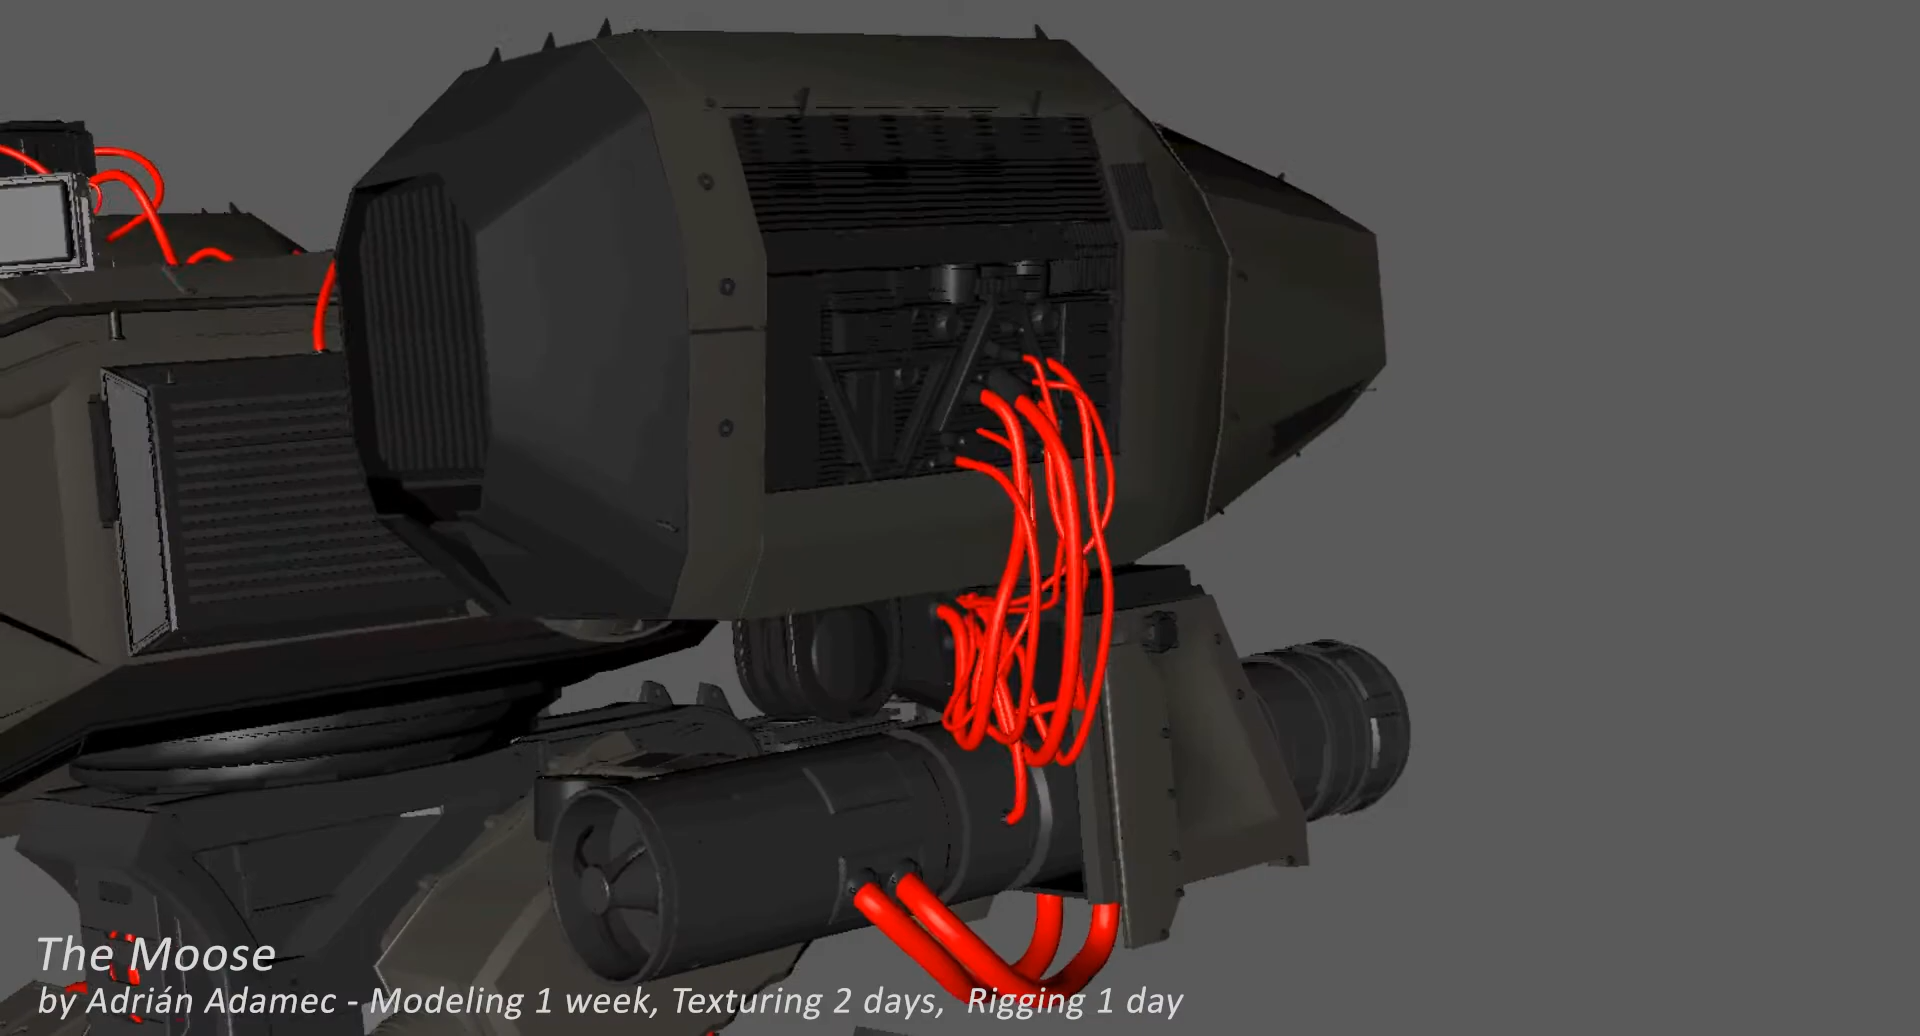 The Moose
by Adrián Adamec - Modeling 1 week, Texturing 2 days, Rigging 1 day